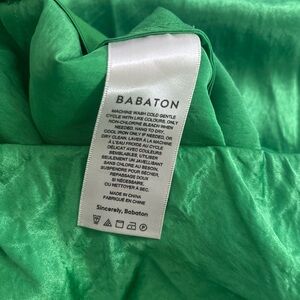 BABATON
MACHINE WASH COLD GENTLE
CYCLE WITH LIKE COLOURS. ONLY
NON-CHLORINE BLEACH WHEN
NEEDED. HANG TO DRY.
COOL IRON ONLY IF NEEDED, OR
DRY CLEAN. LAVER À LA MACHINE
À L'EAU FROIDE AU CYCLE
DÉLICAT AVEC COULEURS
SEMBLABLES. UTILISER
SEULEMENT UN JAVELLISANT
SANS CHLORE AU BESOIN.
SUSPENDRE POUR SÉCHER.
REPASSAGE DOUX
SI NÉCESSAIRE,
OU NETTOYER À SEC.
MADE IN CHINA
FABRIQUÉ EN CHINE
Sincerely, Babaton